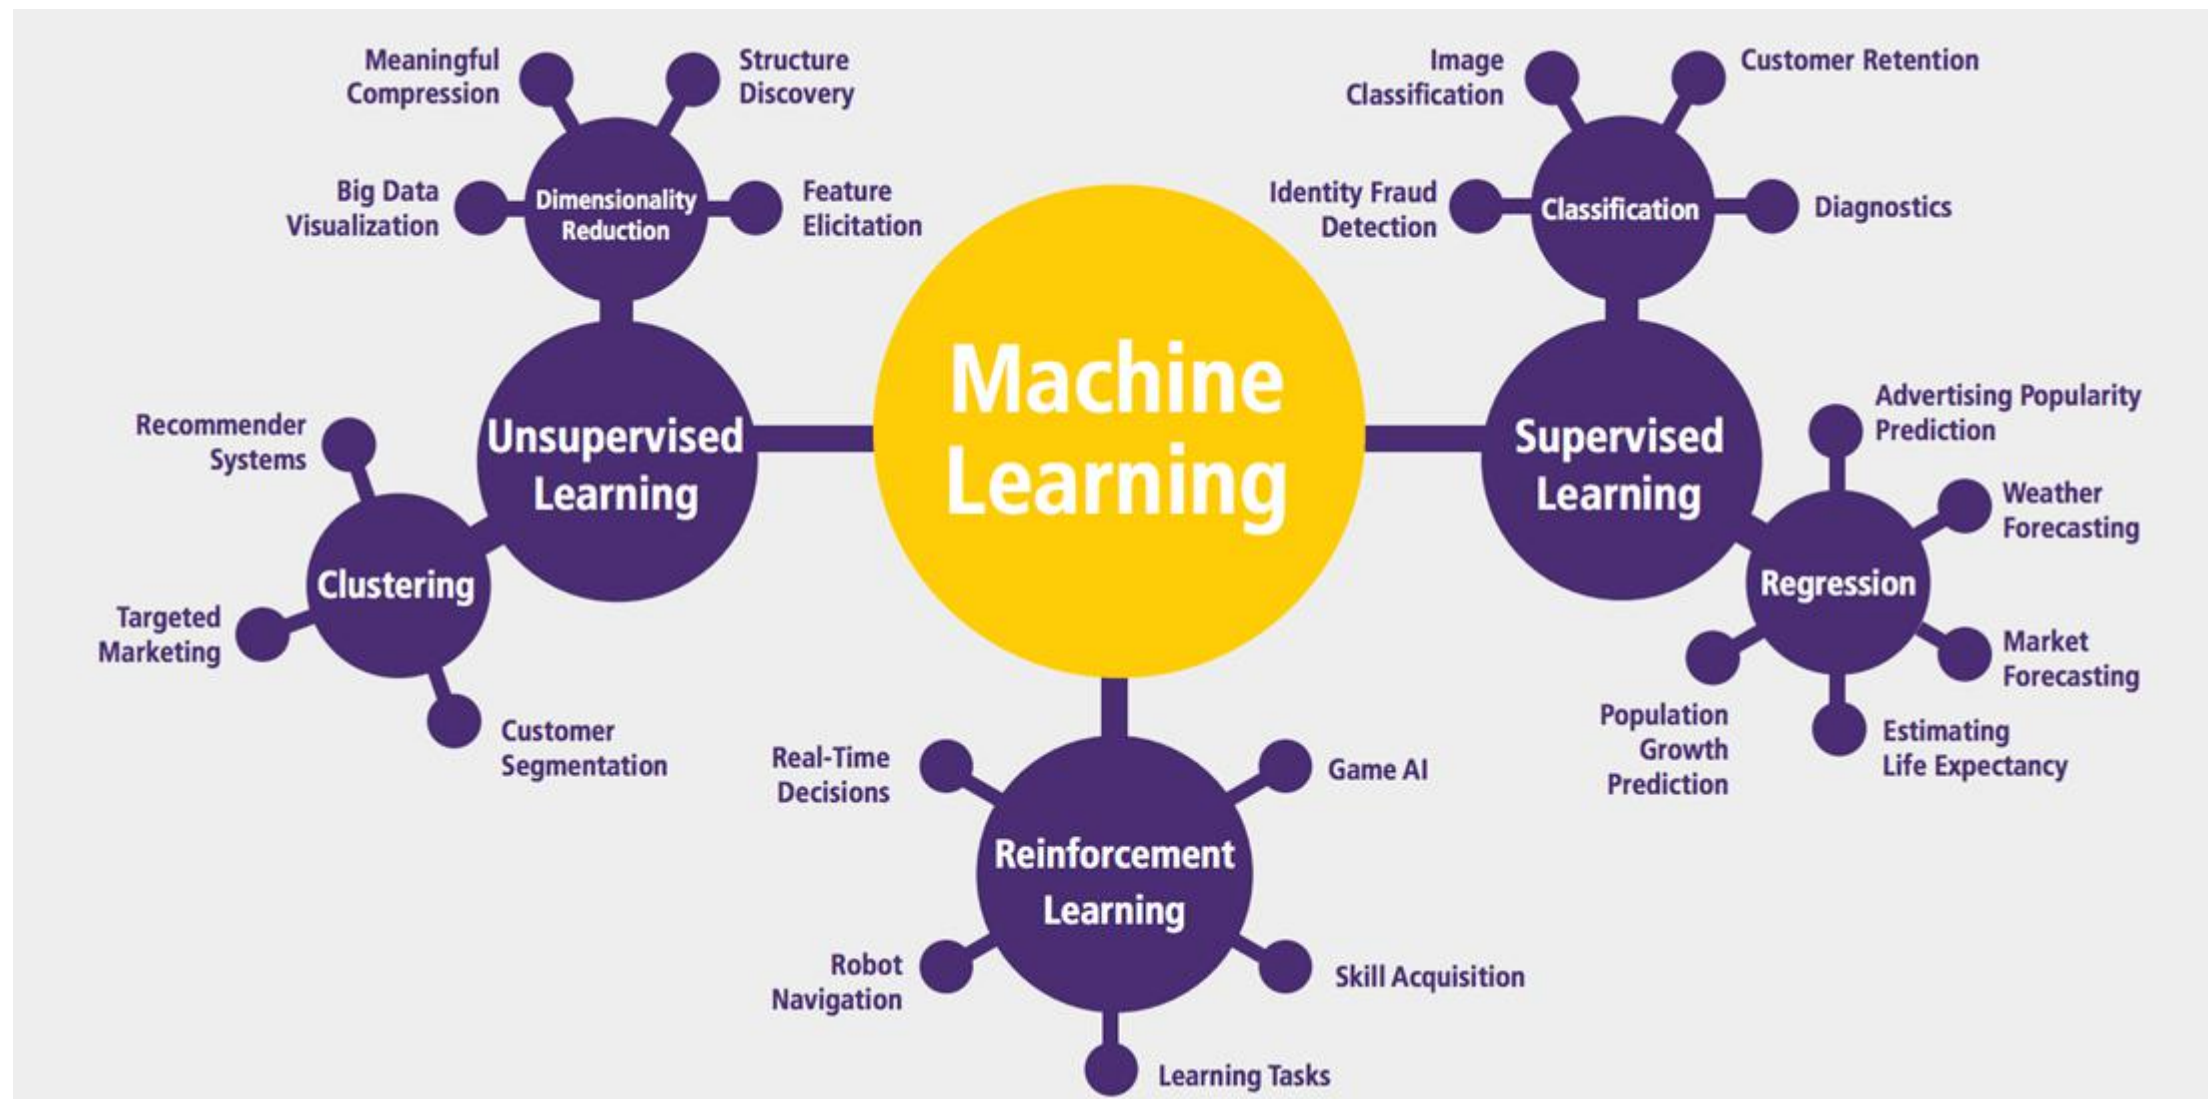 Meaningful
Compression
Structure
Discovery
Big Data
Visualization
Dimensionality
Reduction
Feature
Elicitation
Image
Classification
Customer Retention
Identity Fraud
Detection
Classification
Diagnostics
Machine
Learning
Unsupervised
Learning
Recommender
Systems
Clustering
Targeted
Marketing
Customer
Segmentation
Supervised
Learning
Advertising Popularity
Prediction
Weather
Forecasting
Regression
Market
Forecasting
Population
Growth
Prediction
Estimating
Life Expectancy
Real-Time
Decisions
Game AI
Reinforcement
Learning
Robot
Navigation
Skill Acquisition
Learning Tasks